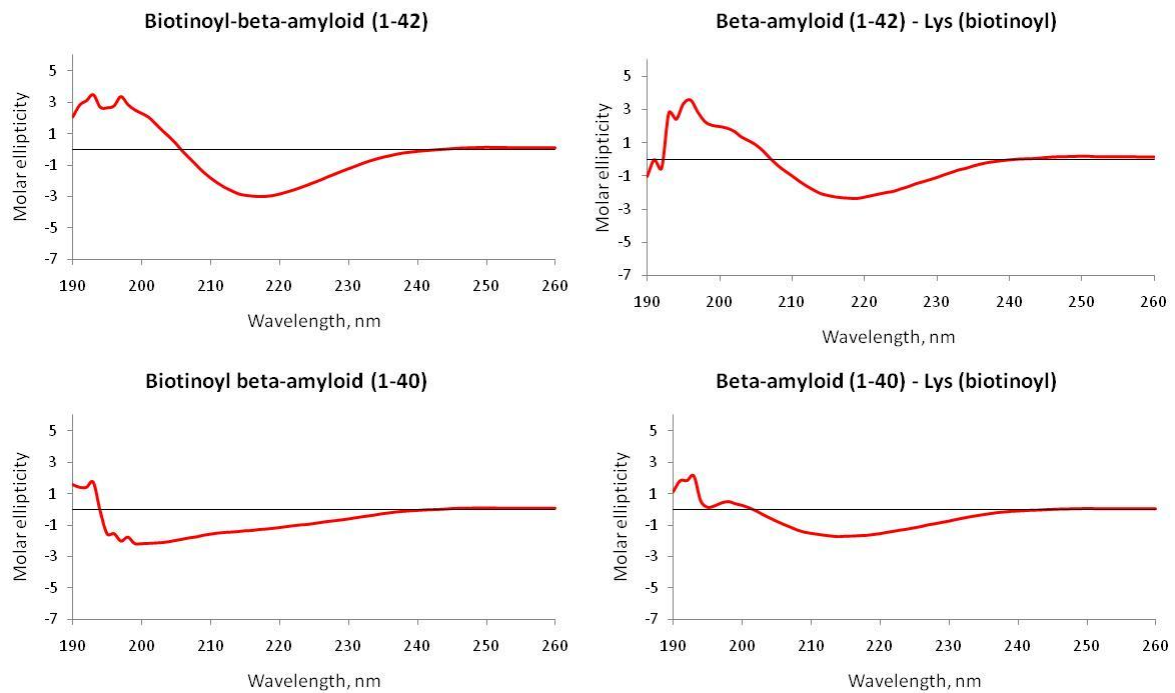 Biotinoyl-beta-amyloid (1-42)
5
3
1
-1
-3
-5
-7
Molar ellipticity
190 200 210 220 230 240 250 260
Wavelength, nm
Beta-amyloid (1-42) - Lys (biotinoyl)
5
3
1
-1
-3
-5
-7
Molar ellipticity
190 200 210 220 230 240 250 260
Wavelength, nm
Biotinoyl beta-amyloid (1-40)
5
3
1
-1
-3
-5
-7
Molar ellipticity
190 200 210 220 230 240 250 260
Wavelength, nm
Beta-amyloid (1-40) - Lys (biotinoyl)
5
3
1
-1
-3
-5
-7
Molar ellipticity
190 200 210 220 230 240 250 260
Wavelength, nm